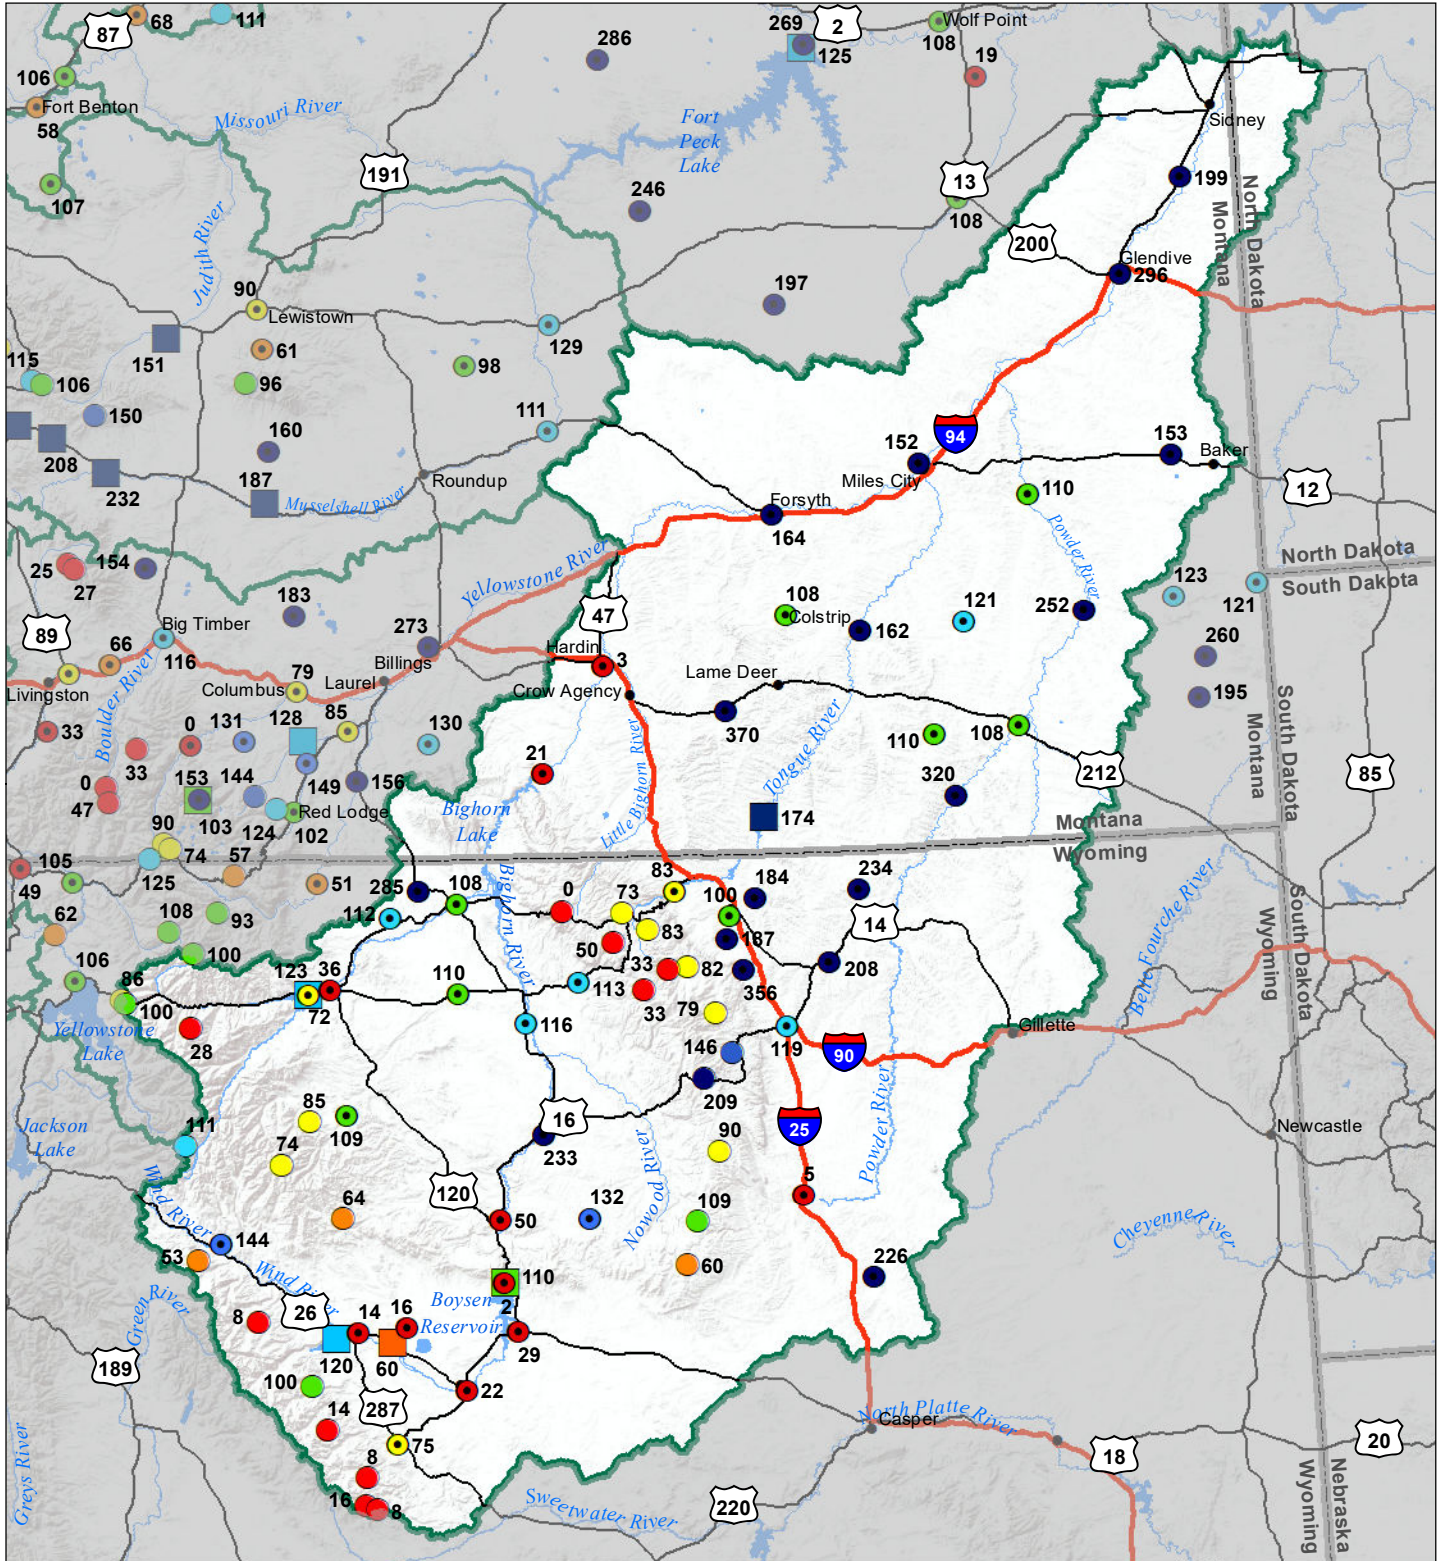 68
111
87
269
2
125
Wolf Point
108
286
19
106
Fort Benton
58
Missouri River
Fort
Peck
Lake
Sidney
191
13
199
107
246
108
North Dakota
Montana
Judith River
200
Glendive
296
197
90
Lewistown
129
151
61
98
115
106
96
150
111
94
153
Baker
160
152
208
232
187
Roundup
Miles City
12
110
Musselshell River
Forsyth
164
Powder River
25
27
154
Yellowstone River
North Dakota
South Dakota
183
47
108
Colstrip
121
252
123
121
89
Big Timber
116
273
162
66
Hardin
3
260
Billings
Livingston
79
Columbus
Laurel
Crow Agency
Lame Deer
195
Boulder River
33
0
131
128
85
130
370
110
108
South Dakota
Montana
33
21
212
85
0
47
153
144
149
156
Tongue River
320
103
124
Red Lodge
102
Bighorn
Lake
Little Bighorn River
174
Montana
Wyoming
90
74
57
125
105
49
51
285
108
83
234
184
0
73
100
Bighorn River
112
62
108
93
83
14
187
South Dakota
Wyoming
Belle Fourche River
100
50
106
86
123
36
110
33
82
208
113
356
100
72
33
79
Yellowstone
Lake
28
116
119
Gillette
146
90
209
Jackson
Lake
111
85
109
16
25
Newcastle
74
233
90
Powder River
Wind River
120
5
64
50
132
Nowood River
109
Cheyenne River
144
53
60
226
Wind River
110
2
Green River
26
Boysen
Reservoir
8
14
16
120
60
29
189
100
22
14
287
75
North Platte River
Casper
18
20
8
Greys River
16
8
Sweetwater River
220
Nebraska
Wyoming